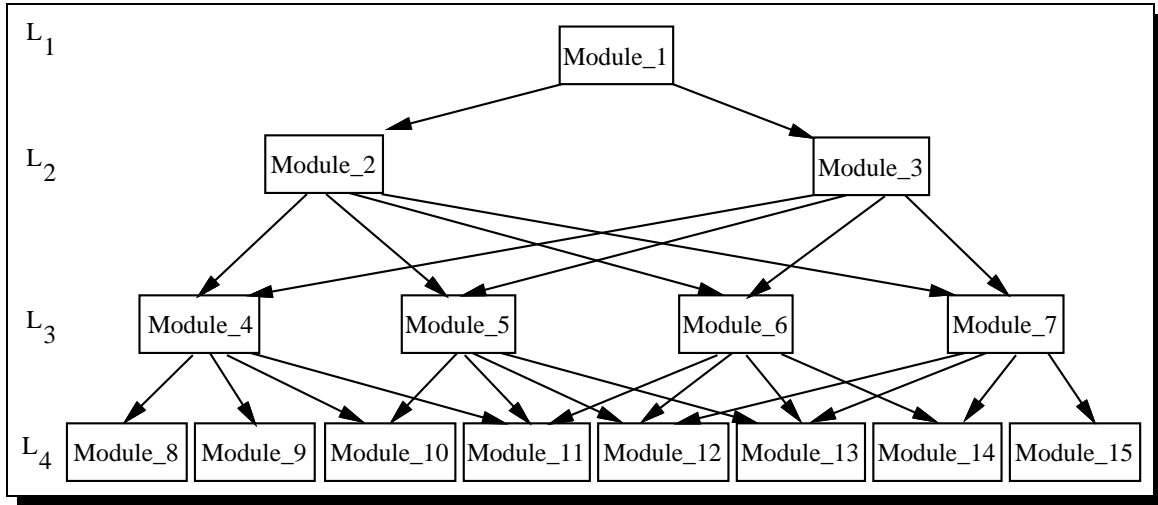 L1
Module_1
L2
Module_2
Module_3
L3
Module_4
Module_5
Module_6
Module_7
L4
Module_8
Module_9
Module_10
Module_11
Module_12
Module_13
Module_14
Module_15